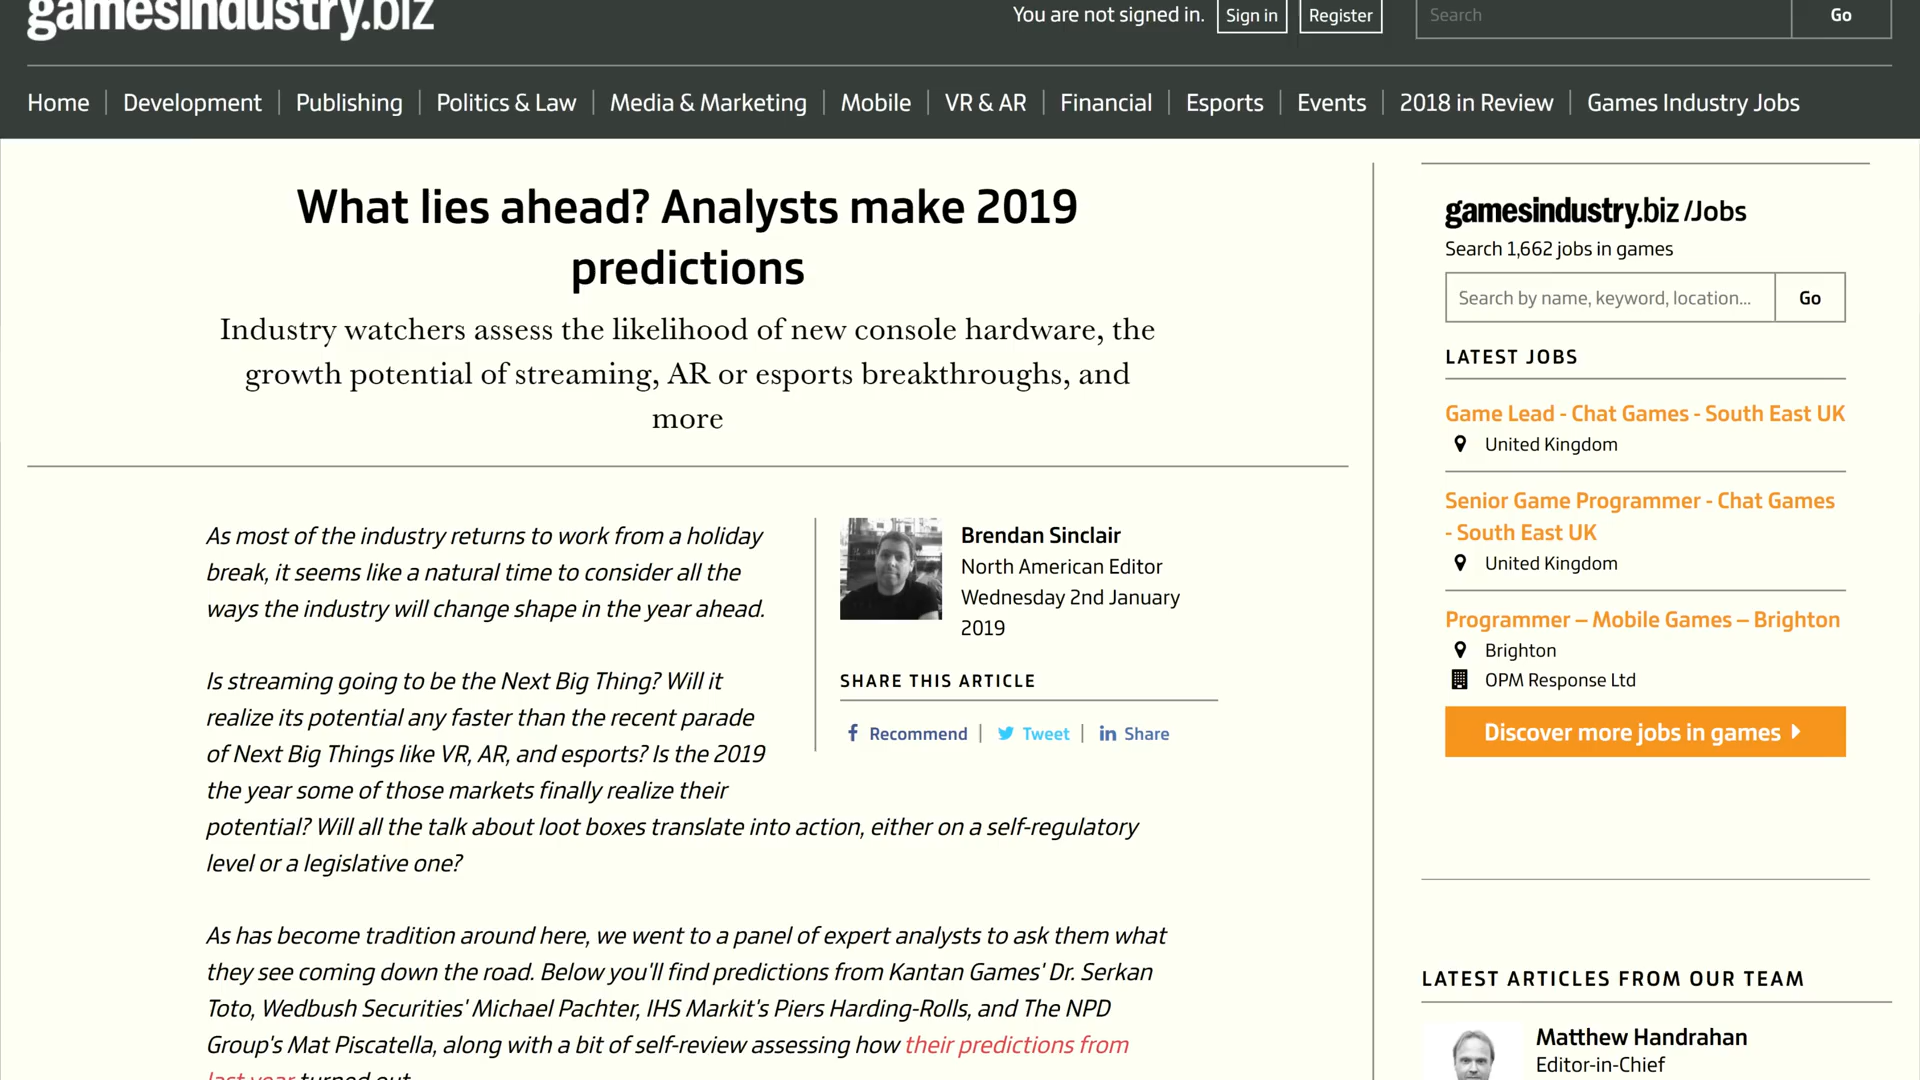 gamesindustry.biz
You are not signed in. Sign in Register Search Go
Home Development Publishing Politics & Law Media & Marketing Mobile VR & AR Financial Esports Events 2018 in Review Games Industry Jobs
What lies ahead? Analysts make 2019
predictions
Industry watchers assess the likelihood of new console hardware, the
growth potential of streaming, AR or esports breakthroughs, and
more
As most of the industry returns to work from a holiday
break, it seems like a natural time to consider all the
ways the industry will change shape in the year ahead.
Is streaming going to be the Next Big Thing? Will it
realize its potential any faster than the recent parade
of Next Big Things like VR, AR, and esports? Is the 2019
the year some of those markets finally realize their
potential? Will all the talk about loot boxes translate into action, either on a self-regulatory
level or a legislative one?
As has become tradition around here, we went to a panel of expert analysts to ask them what
they see coming down the road. Below you'll find predictions from Kantan Games' Dr. Serkan
Toto, Wedbush Securities' Michael Pachter, IHS Markit's Piers Harding-Rolls, and The NPD
Group's Mat Piscatella, along with a bit of self-review assessing how their predictions from
last year turned out.
Brendan Sinclair
North American Editor
Wednesday 2nd January
2019
SHARE THIS ARTICLE
Recommend Tweet Share
gamesindustry.biz /Jobs
Search 1,662 jobs in games
Search by name, keyword, location... Go
LATEST JOBS
Game Lead - Chat Games - South East UK
United Kingdom
Senior Game Programmer - Chat Games
- South East UK
United Kingdom
Programmer – Mobile Games – Brighton
Brighton
OPM Response Ltd
Discover more jobs in games
LATEST ARTICLES FROM OUR TEAM
Matthew Handrahan
Editor-in-Chief